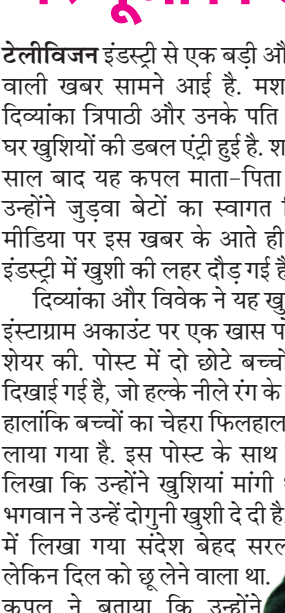 टेलीविजन इंडस्ट्री से एक बड़ी औ
वाली खबर सामने आई है. मश
दिव्यांका त्रिपाठी और उनके पति
घर खुशियों की डबल एंट्री हुई है. श
साल बाद यह कपल माता-पिता
उन्होंने जुड़वा बेटों का स्वागत
मीडिया पर इस खबर के आते ही
इंडस्ट्री में खुशी की लहर दौड़ गई है
दिव्यांका और विवेक ने यह खु
इंस्टाग्राम अकाउंट पर एक खास प
शेयर की. पोस्ट में दो छोटे बच्चो
दिखाई गई है, जो हल्के नीले रंग के
हालांकि बच्चों का चेहरा फिलहाल
लाया गया है. इस पोस्ट के साथ
लिखा कि उन्होंने खुशियां मांगी
भगवान ने उन्हें दोगुनी खुशी दे दी है
में लिखा गया संदेश बेहद सरल
लेकिन दिल को छू लेने वाला था.
कपल ने बताया कि उन्होंने